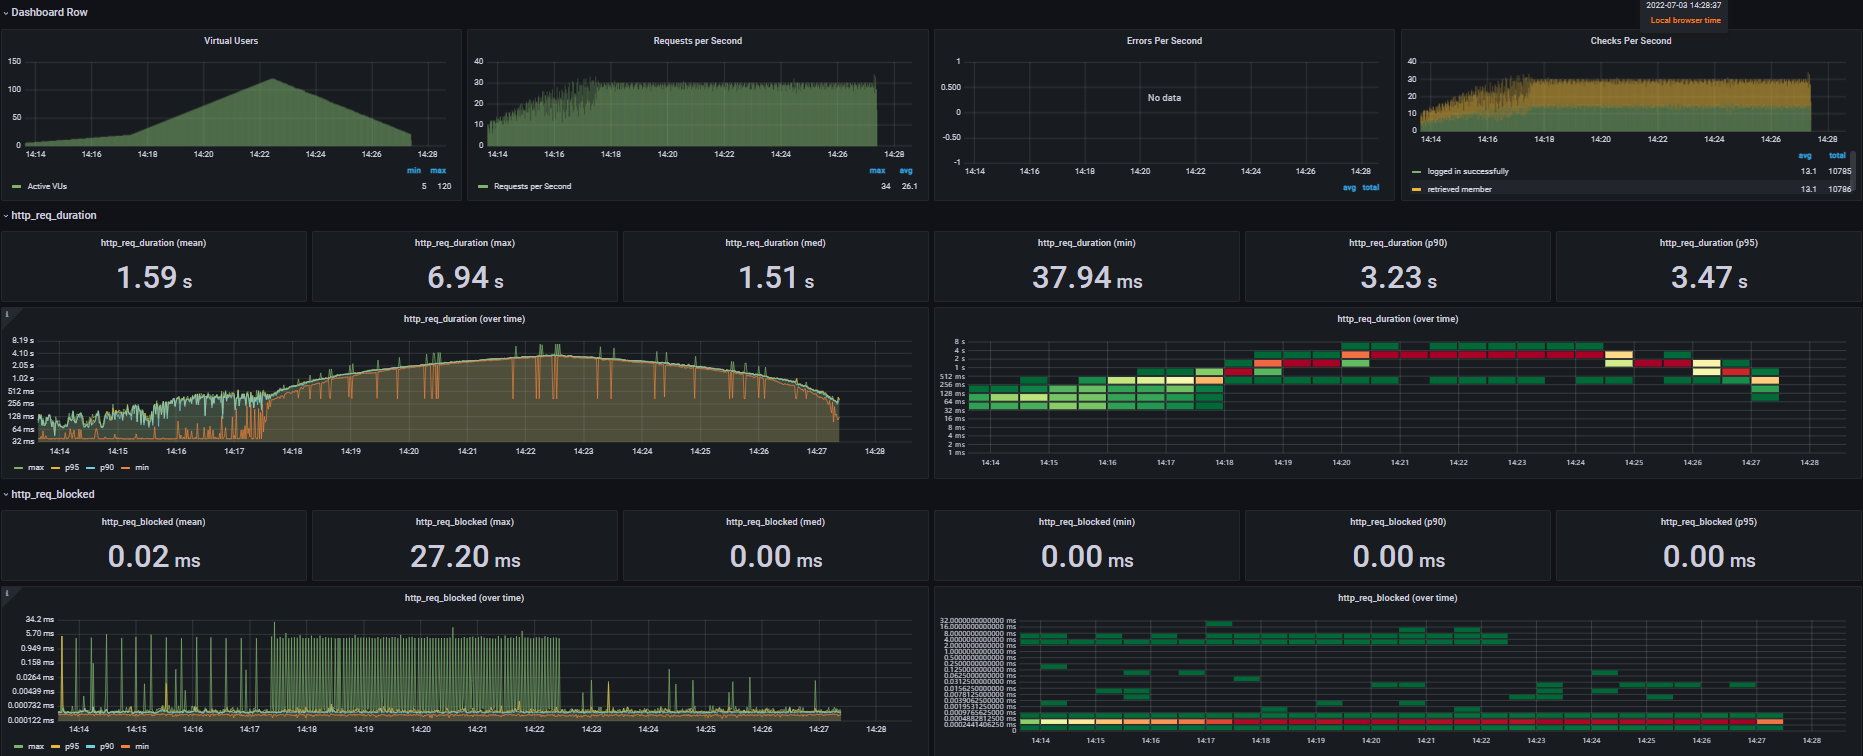 Dashboard Row
2022-07-03 14:28:37
Local browser time
Virtual Users
150
100
50
0
14:14 14:16 14:18 14:20 14:22 14:24 14:26 14:28
min max
Active VUs 5 120
Requests per Second
40
30
20
10
0
14:14 14:16 14:18 14:20 14:22 14:24 14:26 14:28
max avg
Requests per Second 34 26.1
Errors Per Second
1
0.500
0
-0.50
-1
No data
14:14 14:16 14:18 14:20 14:22 14:24 14:26 14:28
avg total
Checks Per Second
40
30
20
10
0
14:14 14:16 14:18 14:20 14:22 14:24 14:26 14:28
avg total
logged in successfully 13.1 10785
retrieved member 13.1 10786
http_req_duration
http_req_duration (mean)
1.59 s
http_req_duration (max)
6.94 s
http_req_duration (med)
1.51 s
http_req_duration (min)
37.94 ms
http_req_duration (p90)
3.23 s
http_req_duration (p95)
3.47 s
i
http_req_duration (over time)
8.19 s
4.10 s
2.05 s
1.02 s
512 ms
256 ms
128 ms
64 ms
32 ms
14:14 14:15 14:16 14:17 14:18 14:19 14:20 14:21 14:22 14:23 14:24 14:25 14:26 14:27 14:28
max p95 p90 min
http_req_duration (over time)
8 s
4 s
2 s
1 s
512 ms
256 ms
128 ms
64 ms
32 ms
16 ms
8 ms
4 ms
2 ms
1 ms
14:14 14:15 14:16 14:17 14:18 14:19 14:20 14:21 14:22 14:23 14:24 14:25 14:26 14:27 14:28
http_req_blocked
http_req_blocked (mean)
0.02 ms
http_req_blocked (max)
27.20 ms
http_req_blocked (med)
0.00 ms
http_req_blocked (min)
0.00 ms
http_req_blocked (p90)
0.00 ms
http_req_blocked (p95)
0.00 ms
i
http_req_blocked (over time)
34.2 ms
5.70 ms
0.949 ms
0.158 ms
0.0264 ms
0.00439 ms
0.000732 ms
0.000122 ms
14:14 14:15 14:16 14:17 14:18 14:19 14:20 14:21 14:22 14:23 14:24 14:25 14:26 14:27 14:28
max p95 p90 min
http_req_blocked (over time)
32.0000000000000 ms
16.0000000000000 ms
8.0000000000000 ms
4.0000000000000 ms
2.0000000000000 ms
1.0000000000000 ms
0.5000000000000 ms
0.2500000000000 ms
0.1250000000000 ms
0.0625000000000 ms
0.0312500000000 ms
0.0156250000000 ms
0.0078125000000 ms
0.0039062500000 ms
0.0019531250000 ms
0.0009765625000 ms
0.0004882812500 ms
0.0002441406250 ms
0
14:14 14:15 14:16 14:17 14:18 14:19 14:20 14:21 14:22 14:23 14:24 14:25 14:26 14:27 14:28